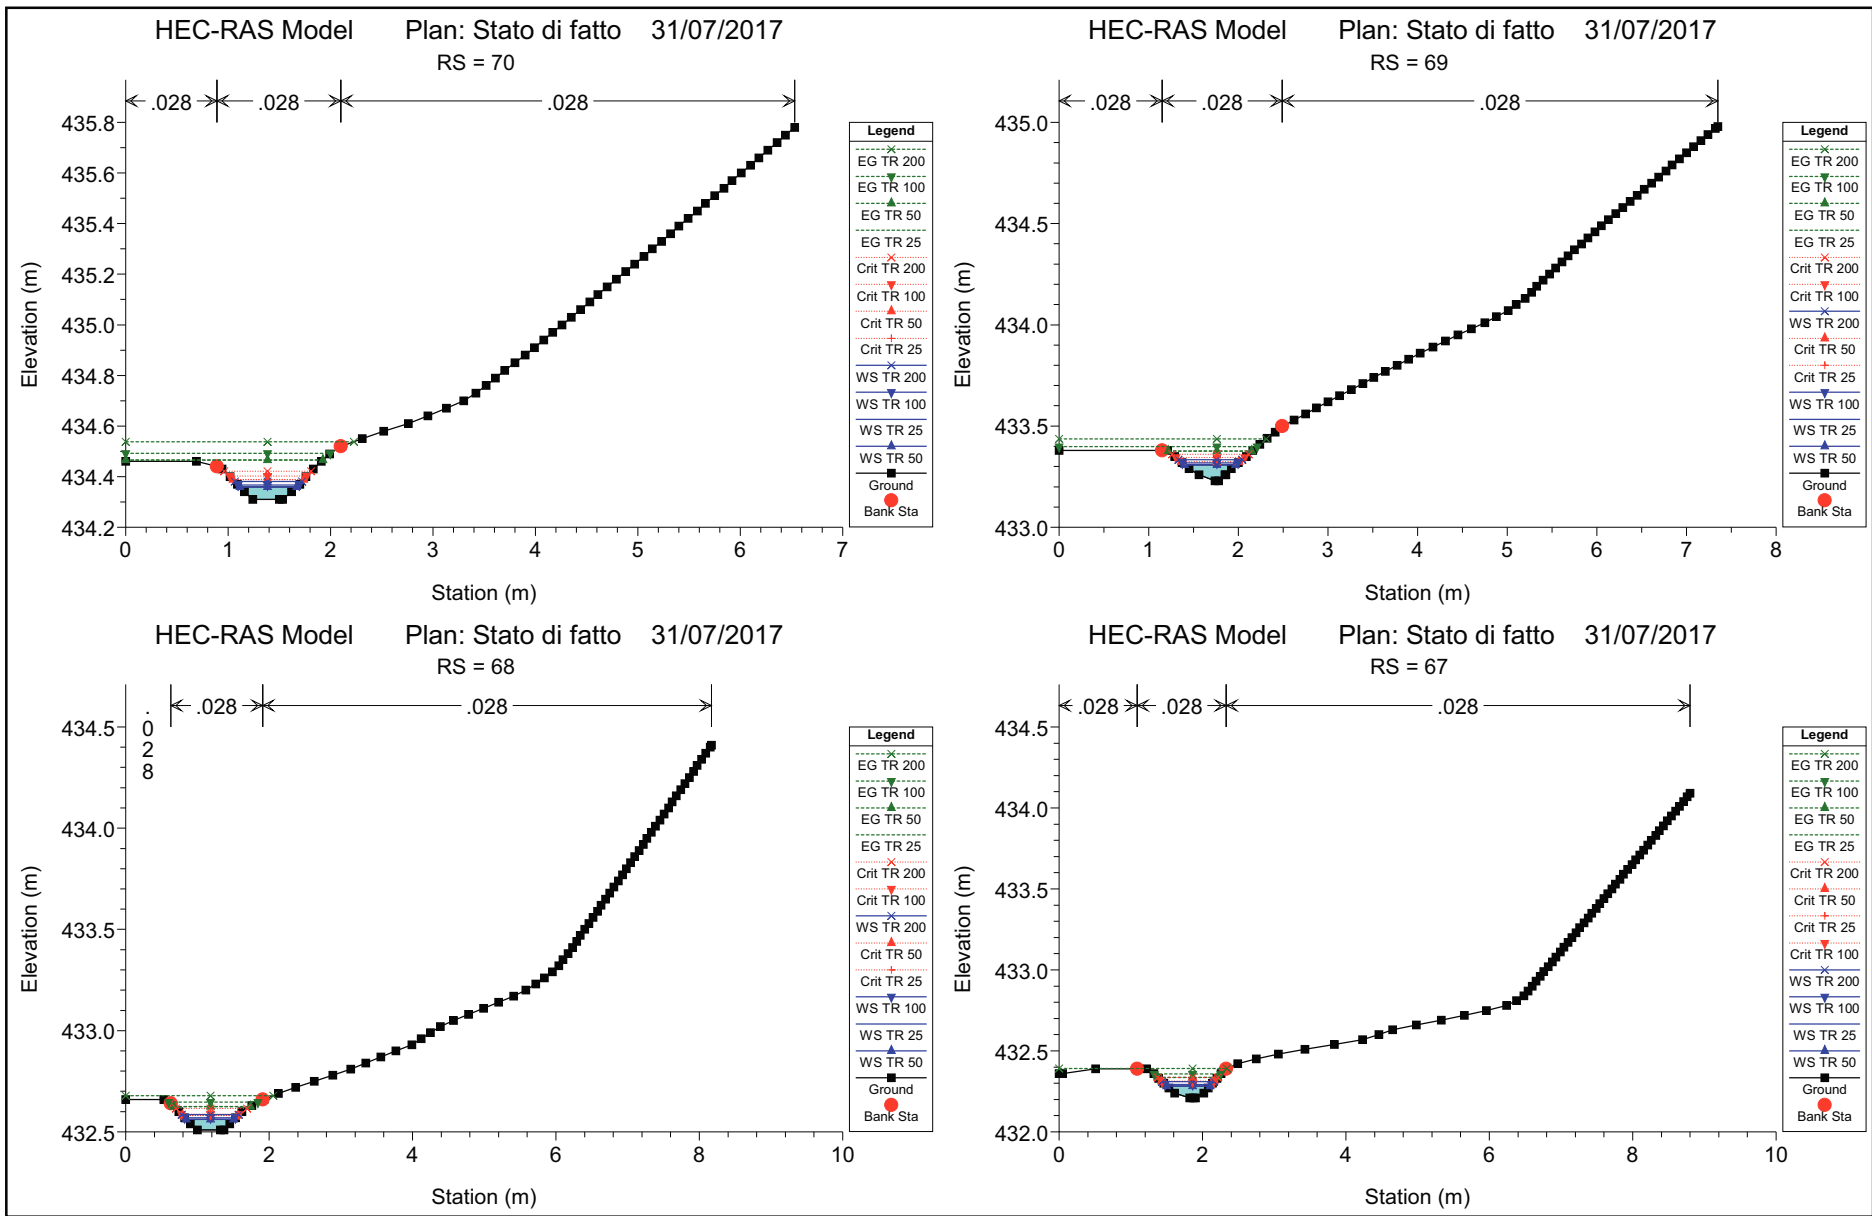 HEC-RAS Model Plan: Stato di fatto 31/07/2017
RS = 70
.028 .028 .028
435.8
435.6
435.4
435.2
435.0
434.8
434.6
434.4
434.2
Elevation (m)
0 1 2 3 4 5 6 7
Station (m)
Legend
EG TR 200
EG TR 100
EG TR 50
EG TR 25
Crit TR 200
Crit TR 100
Crit TR 50
Crit TR 25
WS TR 200
WS TR 100
WS TR 25
WS TR 50
Ground
Bank Sta
HEC-RAS Model Plan: Stato di fatto 31/07/2017
RS = 69
.028 .028 .028
435.0
434.5
434.0
433.5
433.0
Elevation (m)
0 1 2 3 4 5 6 7 8
Station (m)
Legend
EG TR 200
EG TR 100
EG TR 50
EG TR 25
Crit TR 200
Crit TR 100
WS TR 200
Crit TR 50
Crit TR 25
WS TR 100
WS TR 25
WS TR 50
Ground
Bank Sta
HEC-RAS Model Plan: Stato di fatto 31/07/2017
RS = 68
.028 .028 .028
434.5
434.0
433.5
433.0
432.5
Elevation (m)
0 2 4 6 8 10
Station (m)
Legend
EG TR 200
EG TR 100
EG TR 50
EG TR 25
Crit TR 200
Crit TR 100
WS TR 200
Crit TR 50
Crit TR 25
WS TR 100
WS TR 25
WS TR 50
Ground
Bank Sta
HEC-RAS Model Plan: Stato di fatto 31/07/2017
RS = 67
.028 .028 .028
434.5
434.0
433.5
433.0
432.5
432.0
Elevation (m)
0 2 4 6 8 10
Station (m)
Legend
EG TR 200
EG TR 100
EG TR 50
EG TR 25
Crit TR 200
Crit TR 50
Crit TR 25
Crit TR 100
WS TR 200
WS TR 100
WS TR 25
WS TR 50
Ground
Bank Sta